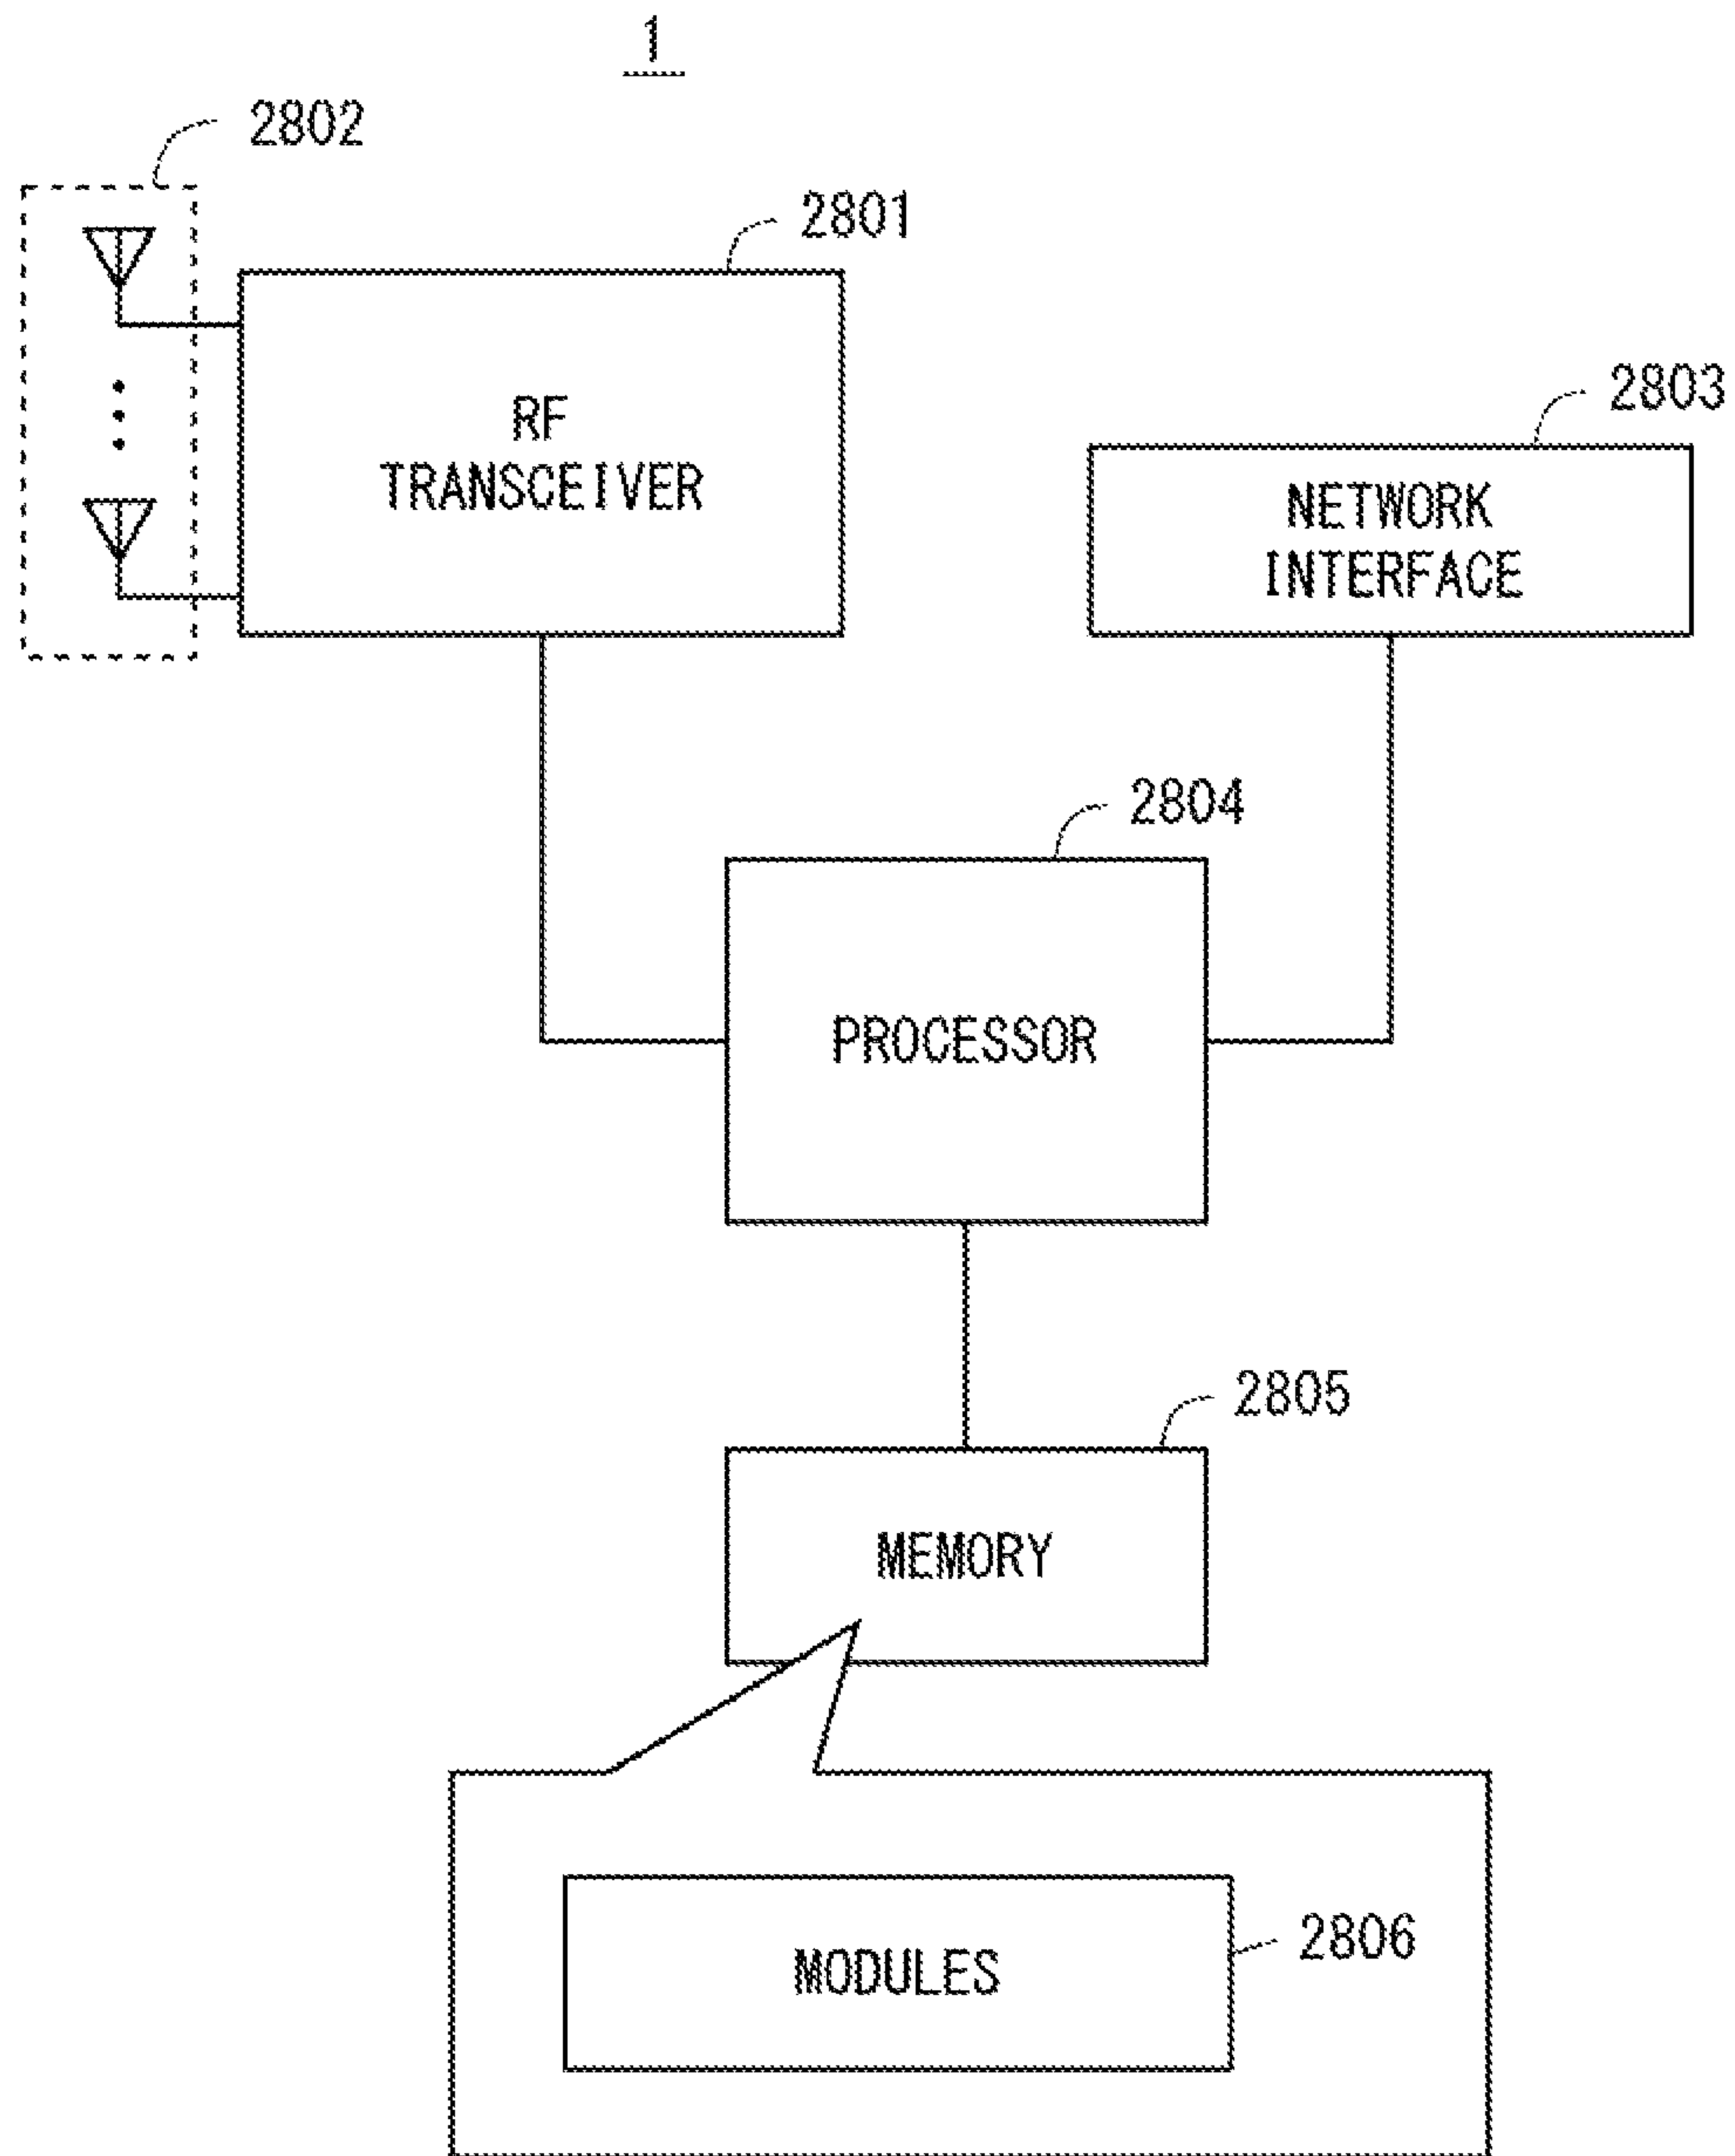 1
2802
2801
RF
TRANSCEIVER
2803
NETWORK
INTERFACE
2804
PROCESSOR
2805
MEMORY
2806
MODULES